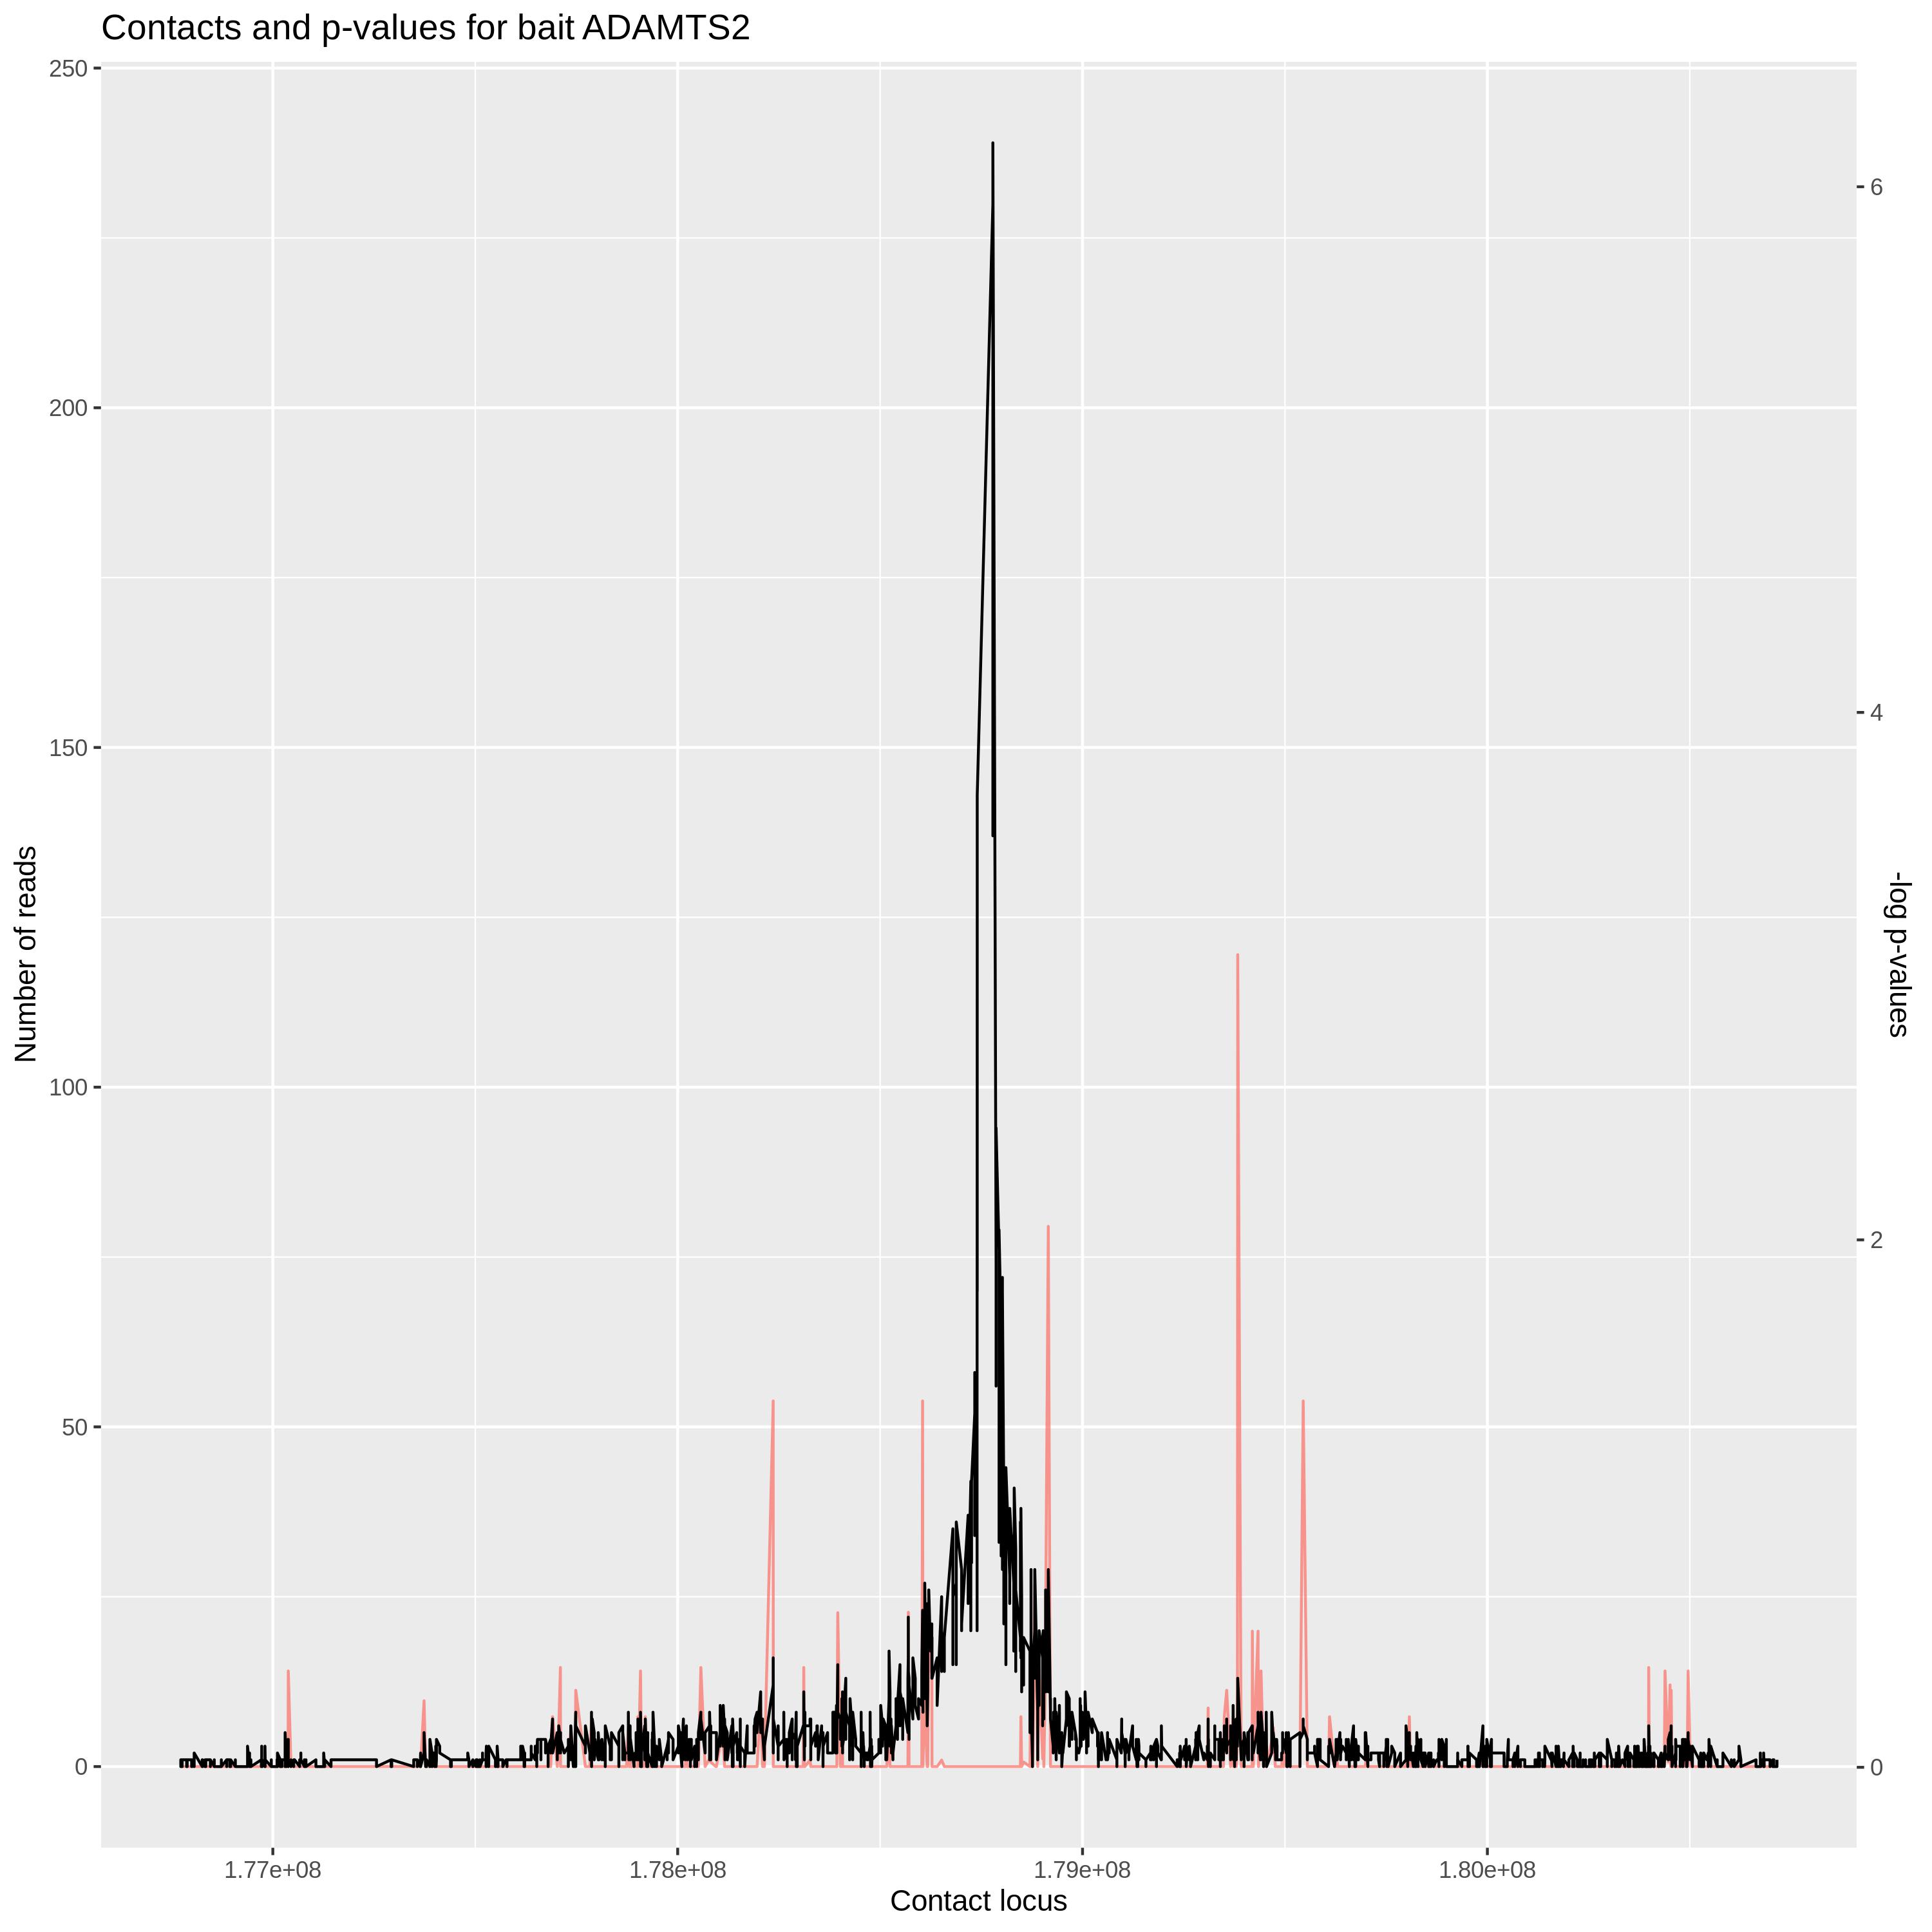 Contacts and p-values for bait ADAMTS2
250
200
150
100
50
0
Number of reads
6
4
2
0
-log p-values
1.77e+08 1.78e+08 1.79e+08 1.80e+08
Contact locus